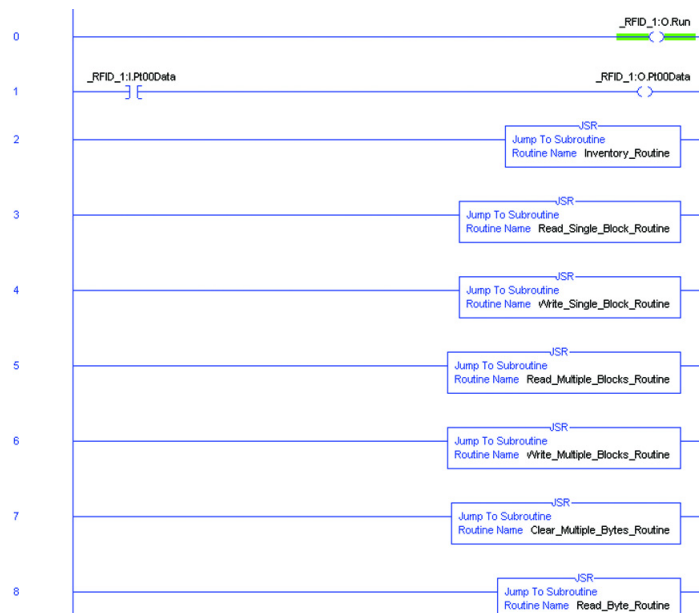 _RFID_1:O.Run
0
_RFID_1:I.Pt00Data _RFID_1:O.Pt00Data
1
JSR
2 Jump To Subroutine
Routine Name Inventory_Routine
JSR
3 Jump To Subroutine
Routine Name Read_Single_Block_Routine
JSR
4 Jump To Subroutine
Routine Name Write_Single_Block_Routine
JSR
5 Jump To Subroutine
Routine Name Read_Multiple_Blocks_Routine
JSR
6 Jump To Subroutine
Routine Name Write_Multiple_Blocks_Routine
JSR
7 Jump To Subroutine
Routine Name Clear_Multiple_Bytes_Routine
JSR
8 Jump To Subroutine
Routine Name Read_Byte_Routine